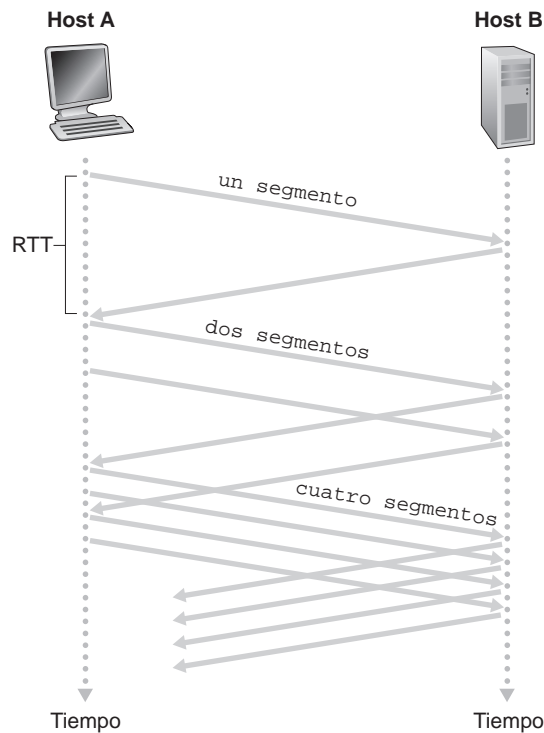 Host A
Host B
un segmento
RTT
dos segmentos
cuatro segmentos
Tiempo
Tiempo